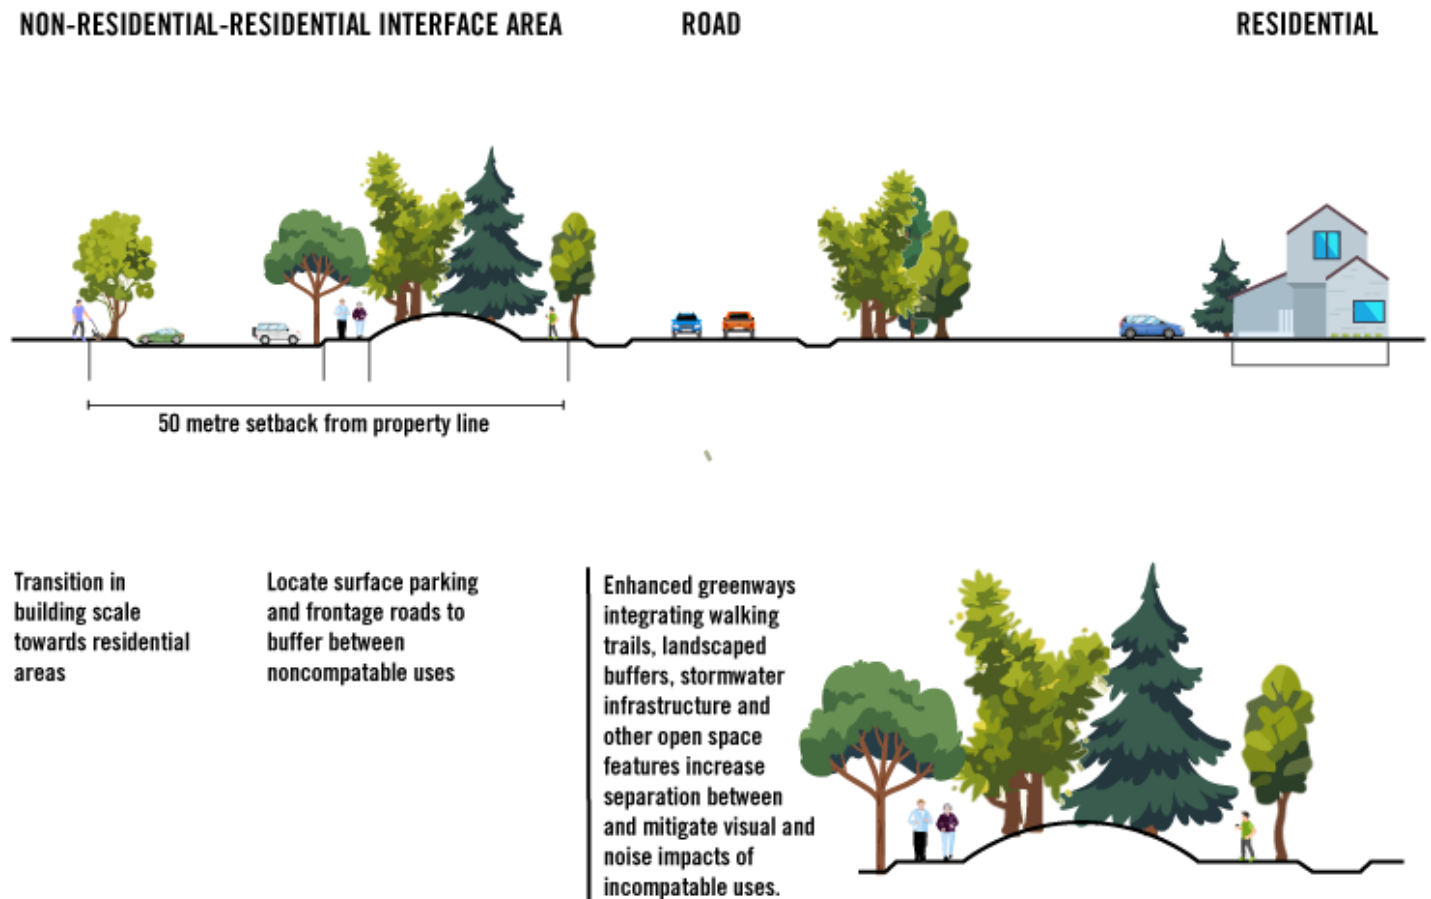 NON-RESIDENTIAL-RESIDENTIAL INTERFACE AREA
ROAD
RESIDENTIAL
50 metre setback from property line
Transition in
building scale
towards residential
areas
Locate surface parking
and frontage roads to
buffer between
noncompatable uses
Enhanced greenways
integrating walking
trails, landscaped
buffers, stormwater
infrastructure and
other open space
features increase
separation between
and mitigate visual and
noise impacts of
incompatable uses.